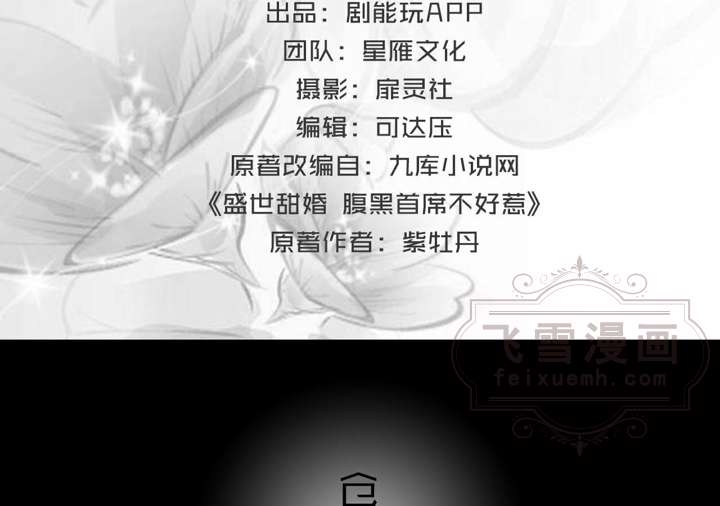 出品：剧能玩APP
团队：星雁文化
摄影：扉灵社
编辑：可达压
原著改编自：九库小说网
《盛世甜婚 腹黑首席不好惹》
原著作者：紫牡丹
飞雪漫画
feixuemh.com